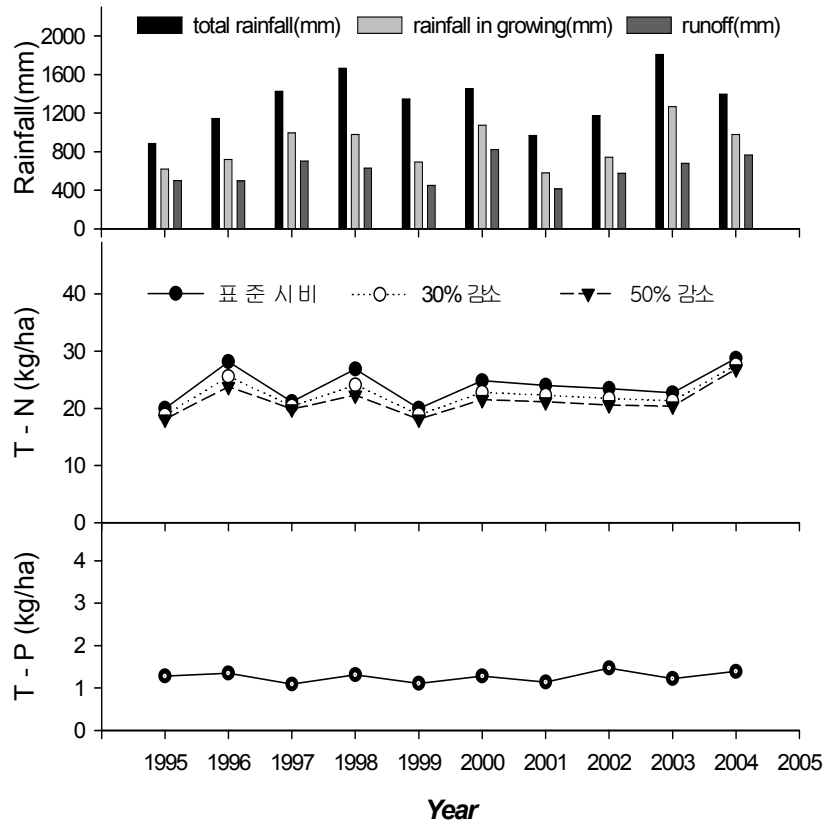 total rainfall(mm) rainfall in growing(mm) runoff(mm)
Rainfall(mm)
2000
1600
1200
800
400
0
표 준 시 비 30% 감소 50% 감소
T - N (kg/ha)
40
30
20
10
0
T - P (kg/ha)
4
3
2
1
0
1995 1996 1997 1998 1999 2000 2001 2002 2003 2004 2005
Year